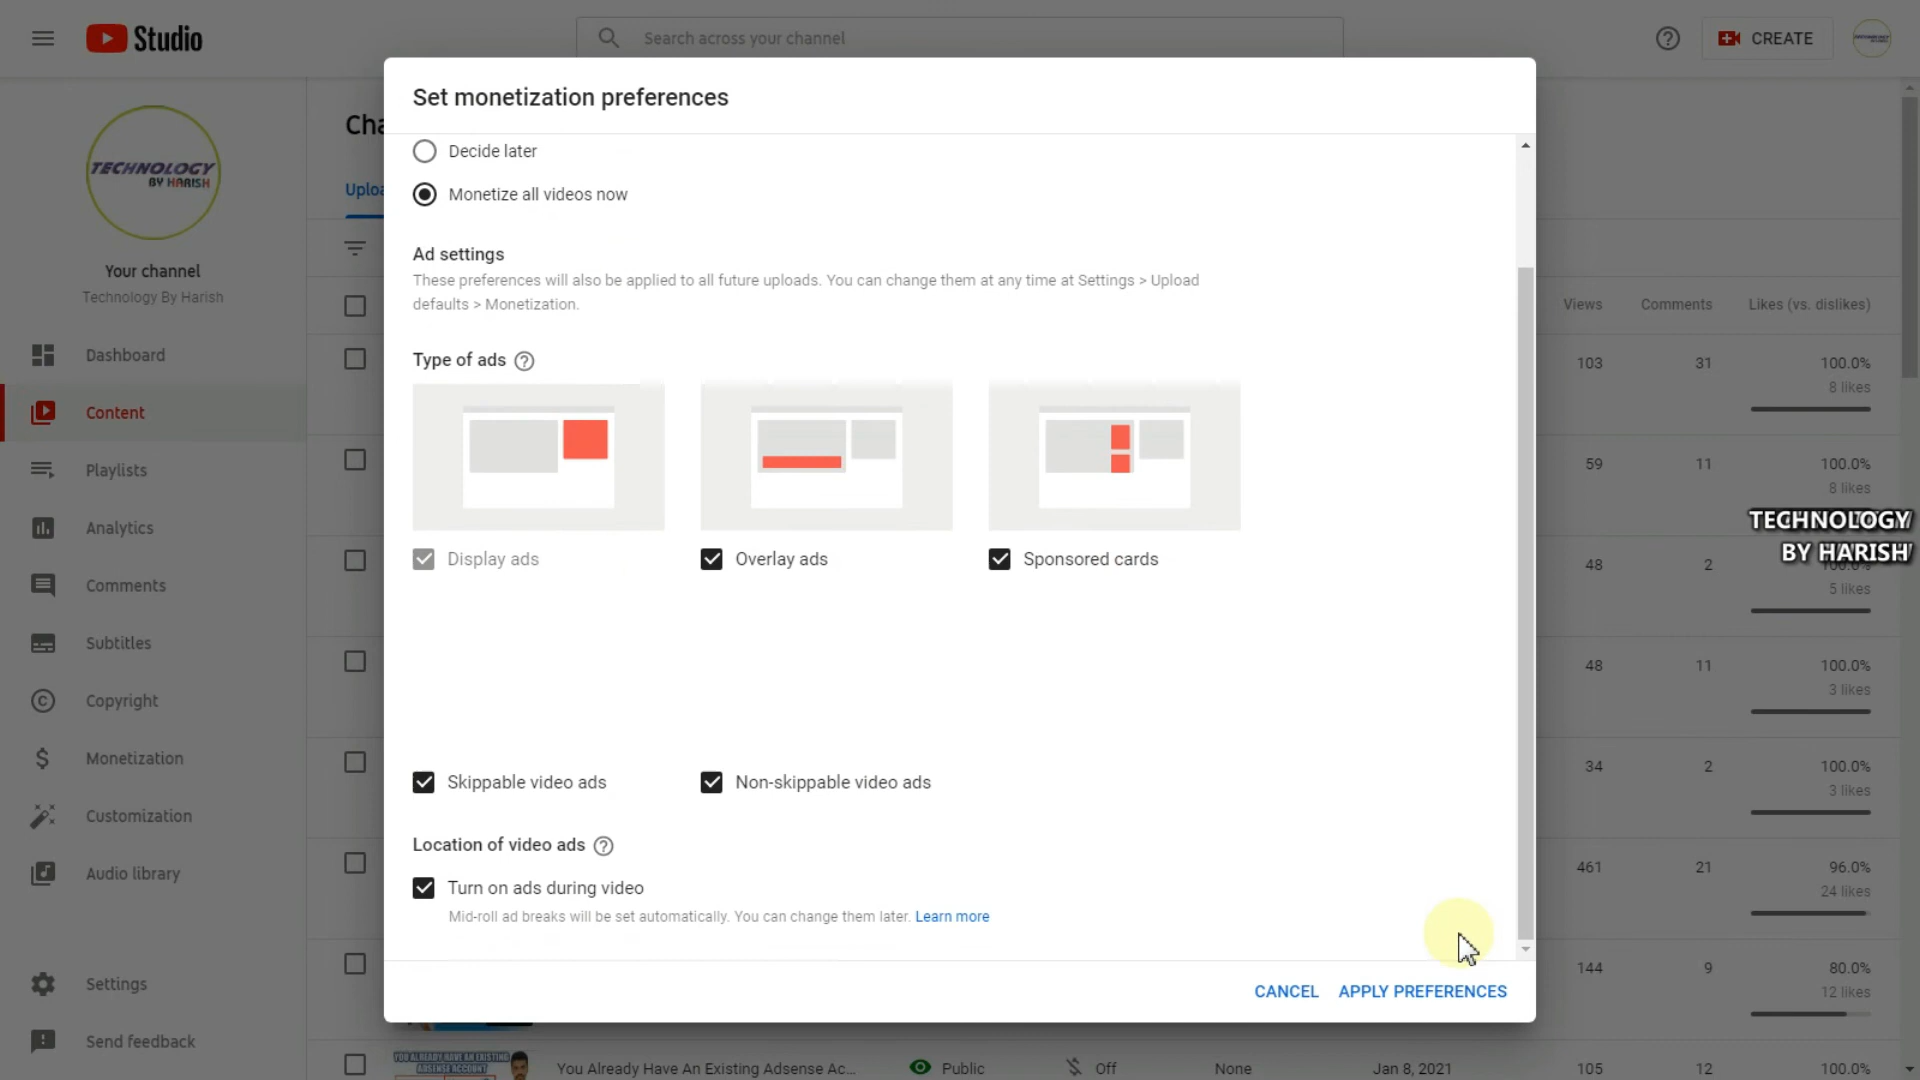 Studio
Search across your channel
CREATE
TECHNOLOGY
BY HARISH
Your channel
Technology By Harish
Dashboard
Content
Playlists
Analytics
Comments
Subtitles
Copyright
Monetization
Customization
Audio library
Settings
Send feedback
Set monetization preferences
Decide later
Monetize all videos now
Ad settings
These preferences will also be applied to all future uploads. You can change them at any time at Settings > Upload
defaults > Monetization.
Type of ads
Display ads
Overlay ads
Sponsored cards
Skippable video ads
Non-skippable video ads
Location of video ads
Turn on ads during video
Mid-roll ad breaks will be set automatically. You can change them later. Learn more
CANCEL
APPLY PREFERENCES
Views Comments Likes (vs. dislikes)
103 31 100.0%
8 likes
59 11 100.0%
8 likes
TECHNOLOGY
BY HARISH
48 2
5 likes
48 11 100.0%
3 likes
34 2 100.0%
3 likes
461 21 96.0%
24 likes
144 9 80.0%
12 likes
YOU ALREADY HAVE AN EXISTING
ADSENSE ACCOUNT
You Already Have An Existing Adsense Ac... Public Off None Jan 8, 2021 105 12 100.0%